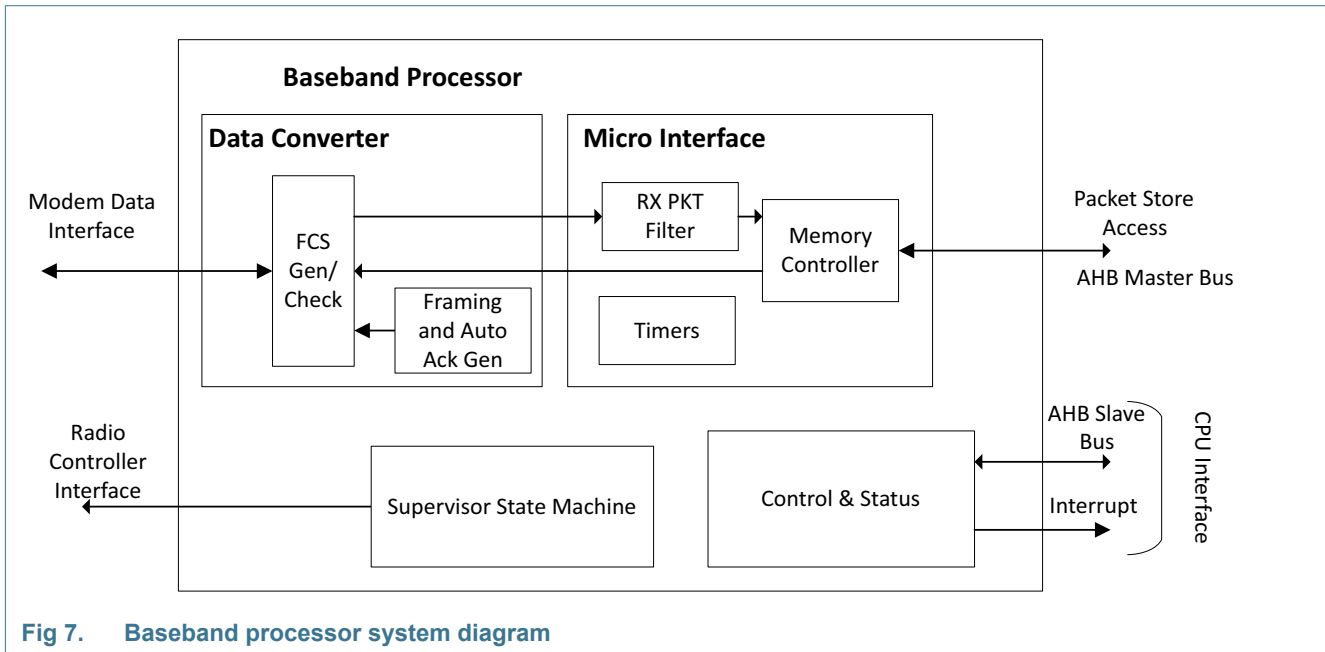 Baseband Processor
Data Converter
Micro Interface
Modem Data
Interface
FCS
Gen/
Check
Framing
and Auto
Ack Gen
RX PKT
Filter
Memory
Controller
Timers
Packet Store
Access
AHB Master Bus
Radio
Controller
Interface
Supervisor State Machine
Control & Status
AHB Slave
Bus
Interrupt
CPU Interface
Fig 7. Baseband processor system diagram